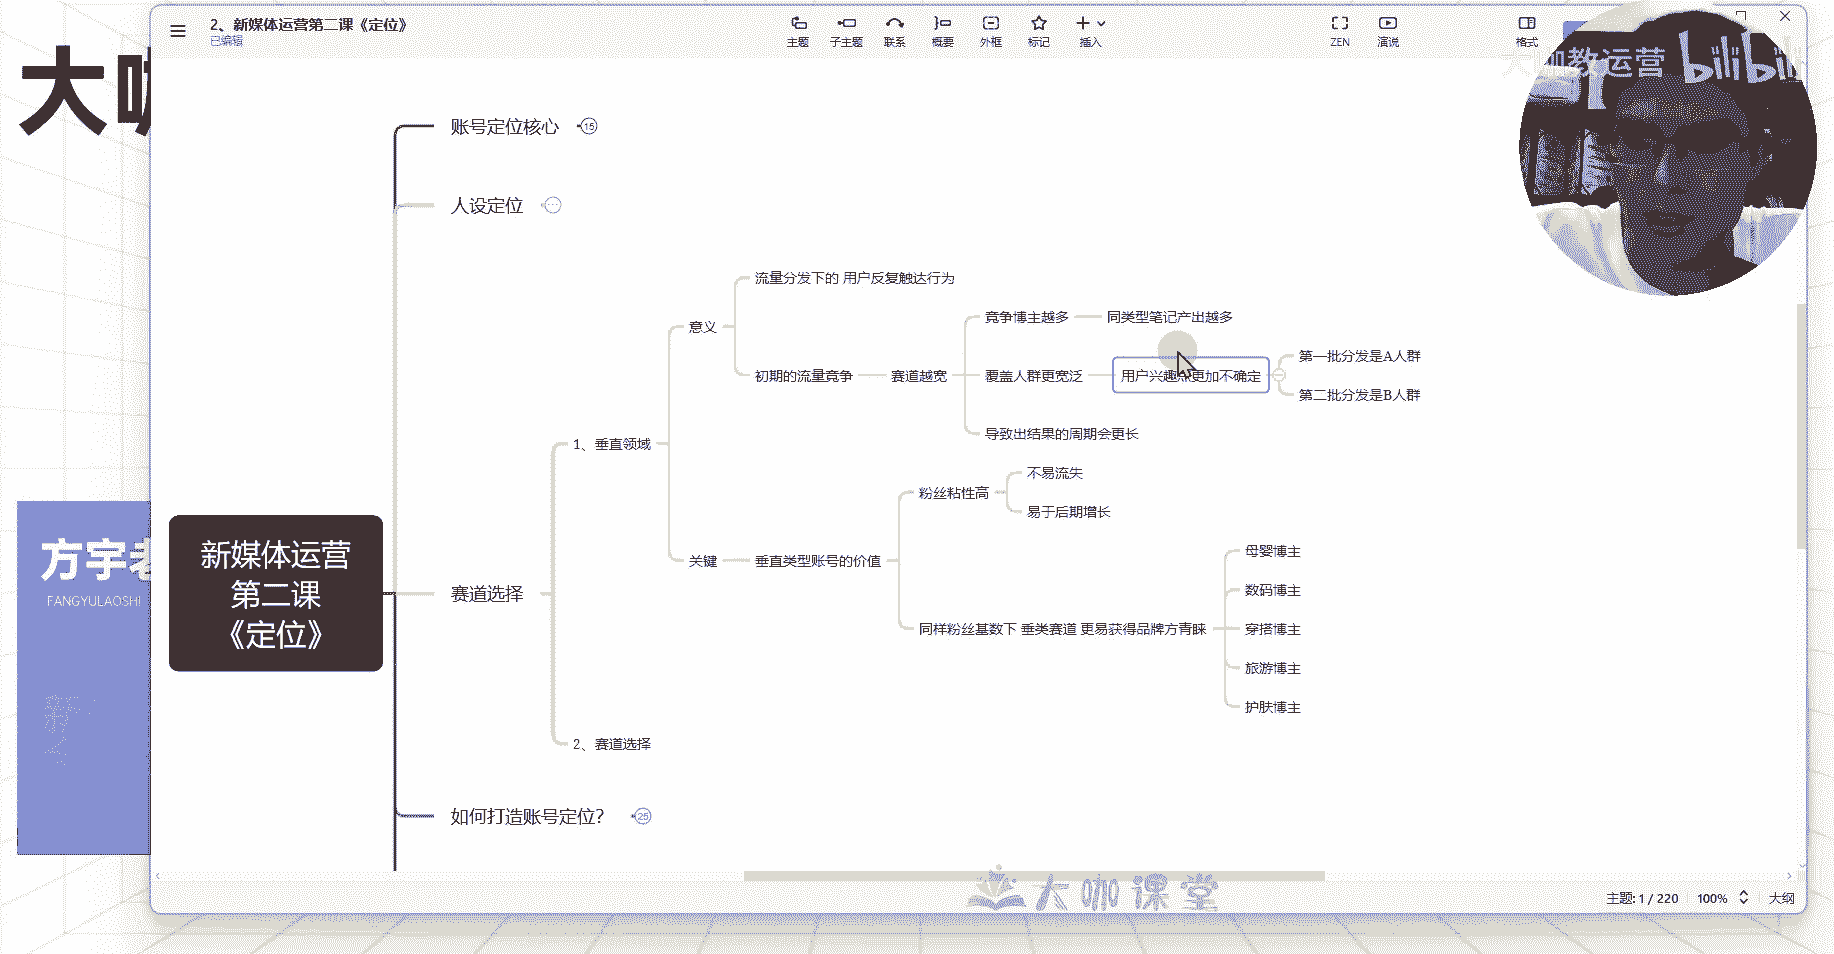 2、新媒体运营第二课《定位》
已编辑
主题
子主题
联系
概要
外框
标记
插入
ZEN
演说
格式
大咖教运营
bilibili
大咖
账号定位核心
15
人设定位
流量分发下的 用户反复触达行为
意义
竞争博主越多
同类型笔记产出越多
初期的流量竞争
赛道越宽
覆盖人群更宽泛
用户兴趣点更加不确定
第一批分发是A人群
第二批分发是B人群
导致出结果的周期会更长
1、垂直领域
不易流失
粉丝粘性高
易于后期增长
关键
垂直类型账号的价值
母婴博主
数码博主
同样粉丝基数下 垂类赛道 更易获得品牌方青睐
穿搭博主
旅游博主
护肤博主
新媒体运营
第二课
《定位》
赛道选择
2、赛道选择
如何打造账号定位?
25
方宇老
FANGYULAOSHI
大咖课堂
主题: 1 / 220
100%
大纲